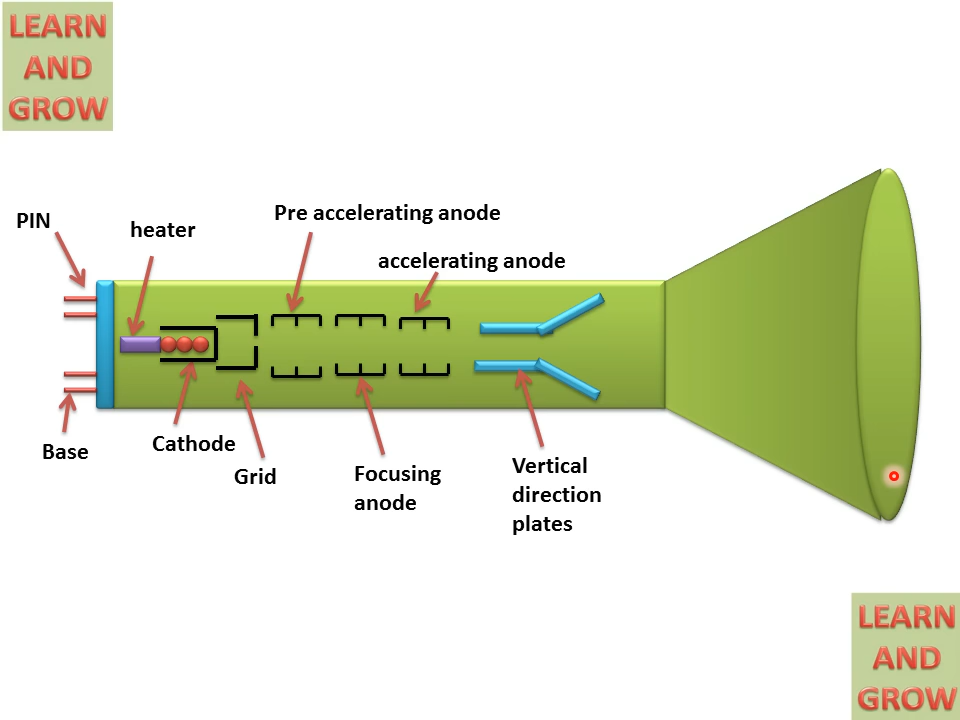 LEARN
AND
GROW
Pre accelerating anode
PIN
heater
accelerating anode
Base
Cathode
Grid
Focusing
anode
Vertical
direction
plates
LEARN
AND
GROW